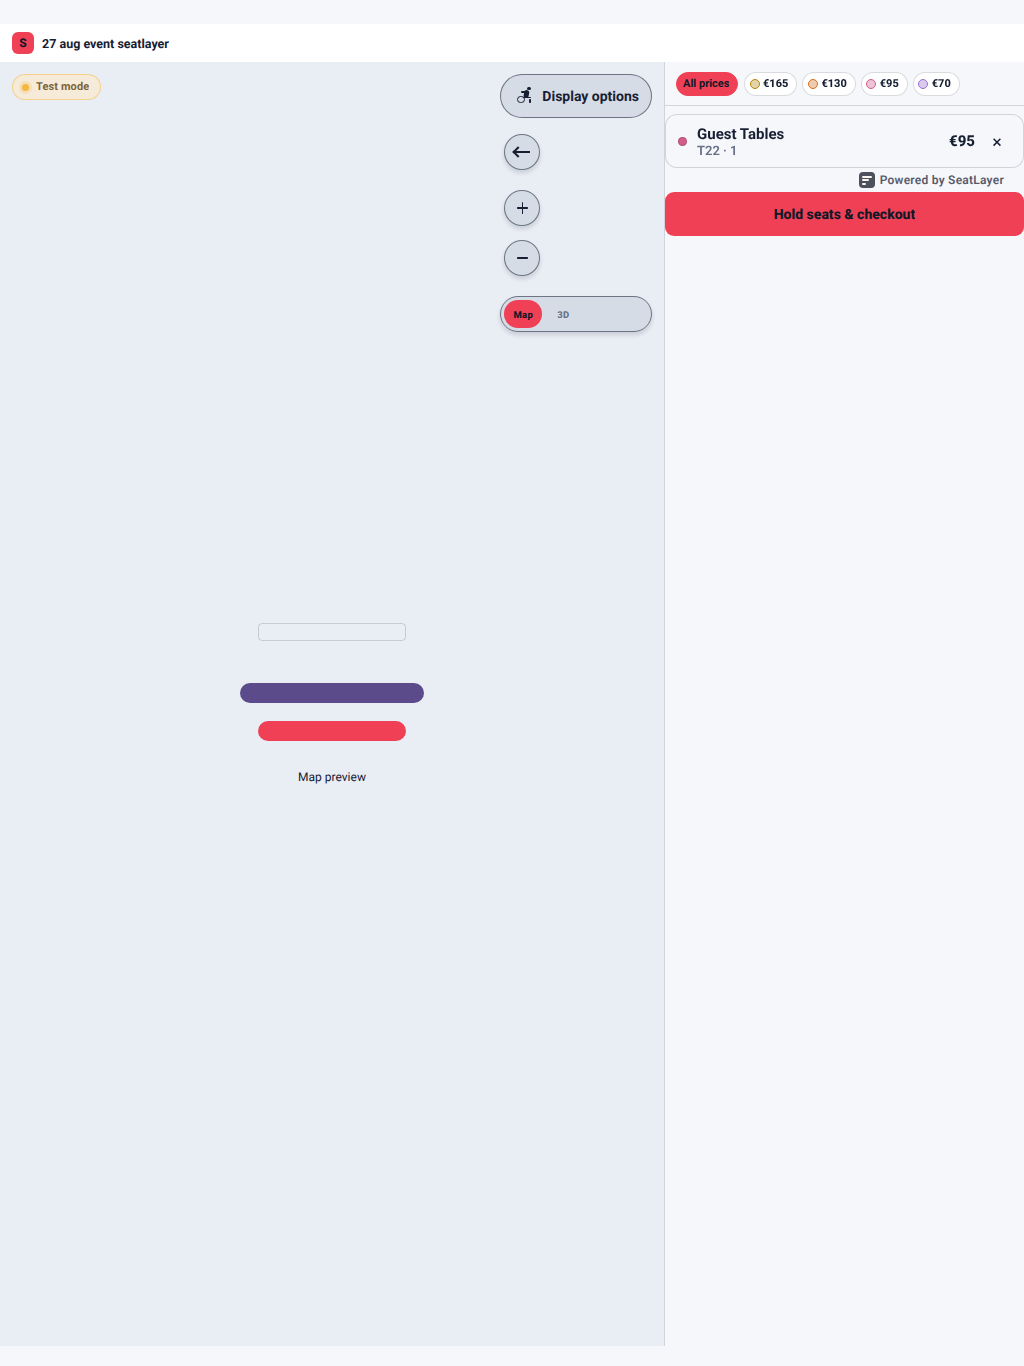 S 27 aug event seatlayer
Test mode
Display options
Map 3D
Map preview
All prices €165 €130 €95 €70
Guest Tables €95
T22 · 1
Powered by SeatLayer
Hold seats & checkout